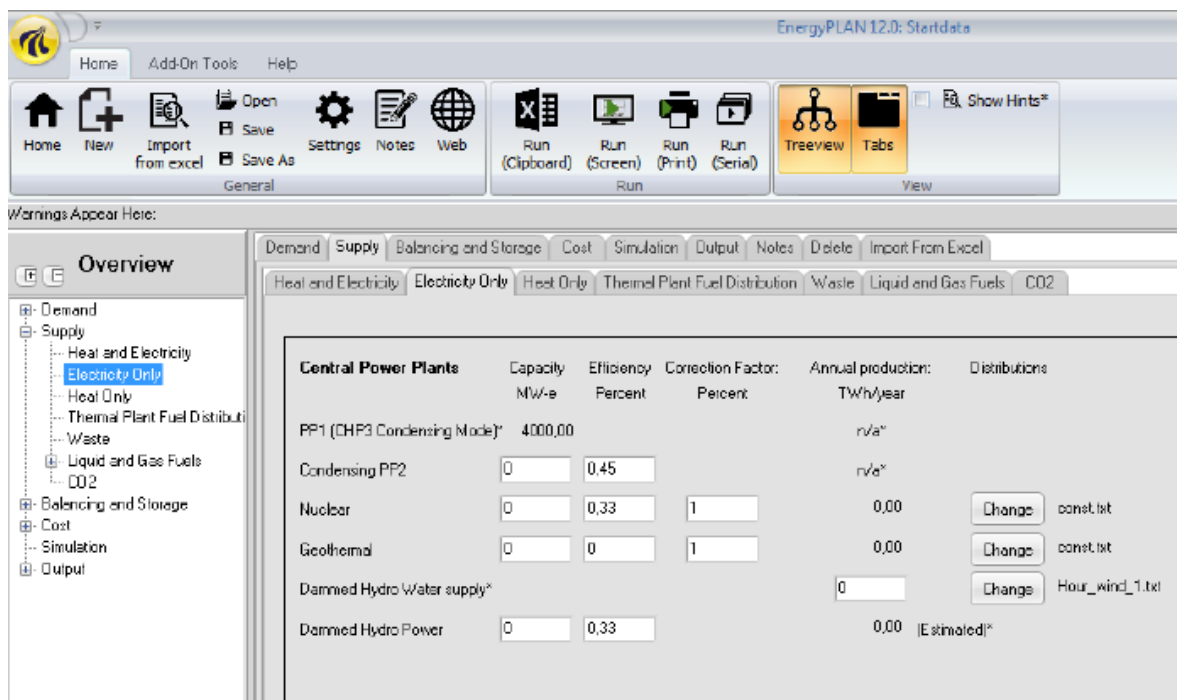 EnergyPLAN 12.0: Startdata
Home Add-On Tools Help
Home New Import from excel Open Save Save As Settings Notes Web Run (Clipboard) Run (Screen) Run (Print) Run (Serial) Treeview Tabs Show Hints*
General Run View
Warnings Appear Here:
Overview
Demand
Supply
Heat and Electricity
Electricity Only
Heat Only
Thermal Plant Fuel Distributi
Waste
Liquid and Gas Fuels
CO2
Balancing and Storage
Cost
Simulation
Output
Demand Supply Balancing and Storage Cost Simulation Output Notes Delete Import From Excel
Heat and Electricity Electricity Only Heat Only Thermal Plant Fuel Distribution Waste Liquid and Gas Fuels CO2
Central Power Plants Capacity Efficiency Correction Factor: Annual production: Distributions
MW-e Percent Percent TWh/year
PP1 (CHP3 Condensing Mode)* 4000,00 n/a*
Condensing PP2 0 0,45 n/a*
Nuclear 0 0,33 1 0,00 Change const.txt
Geothermal 0 0 1 0,00 Change const.txt
Dammed Hydro Water supply* 0 Change Hour_wind_1.txt
Dammed Hydro Power 0 0,33 0,00 (Estimated)*